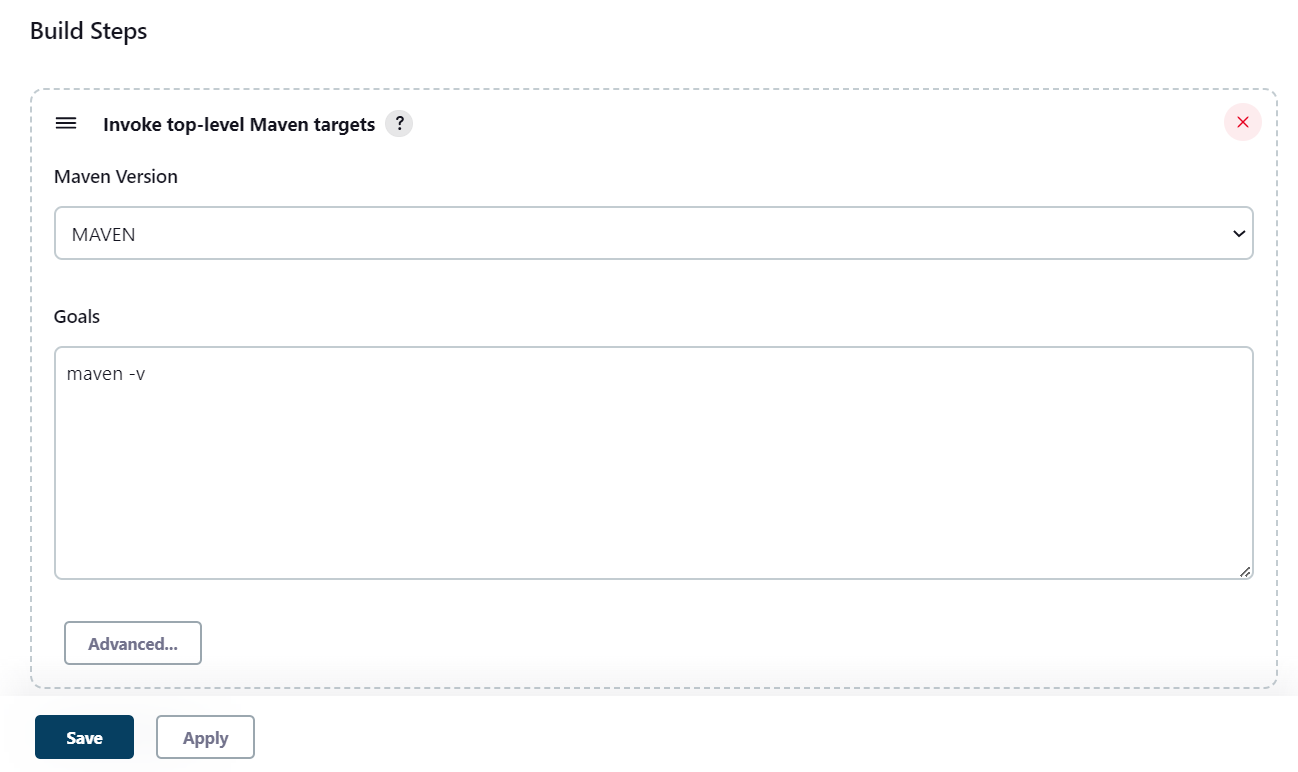 Build Steps
Invoke top-level Maven targets ?
Maven Version
MAVEN
Goals
maven -v
Advanced...
Save Apply